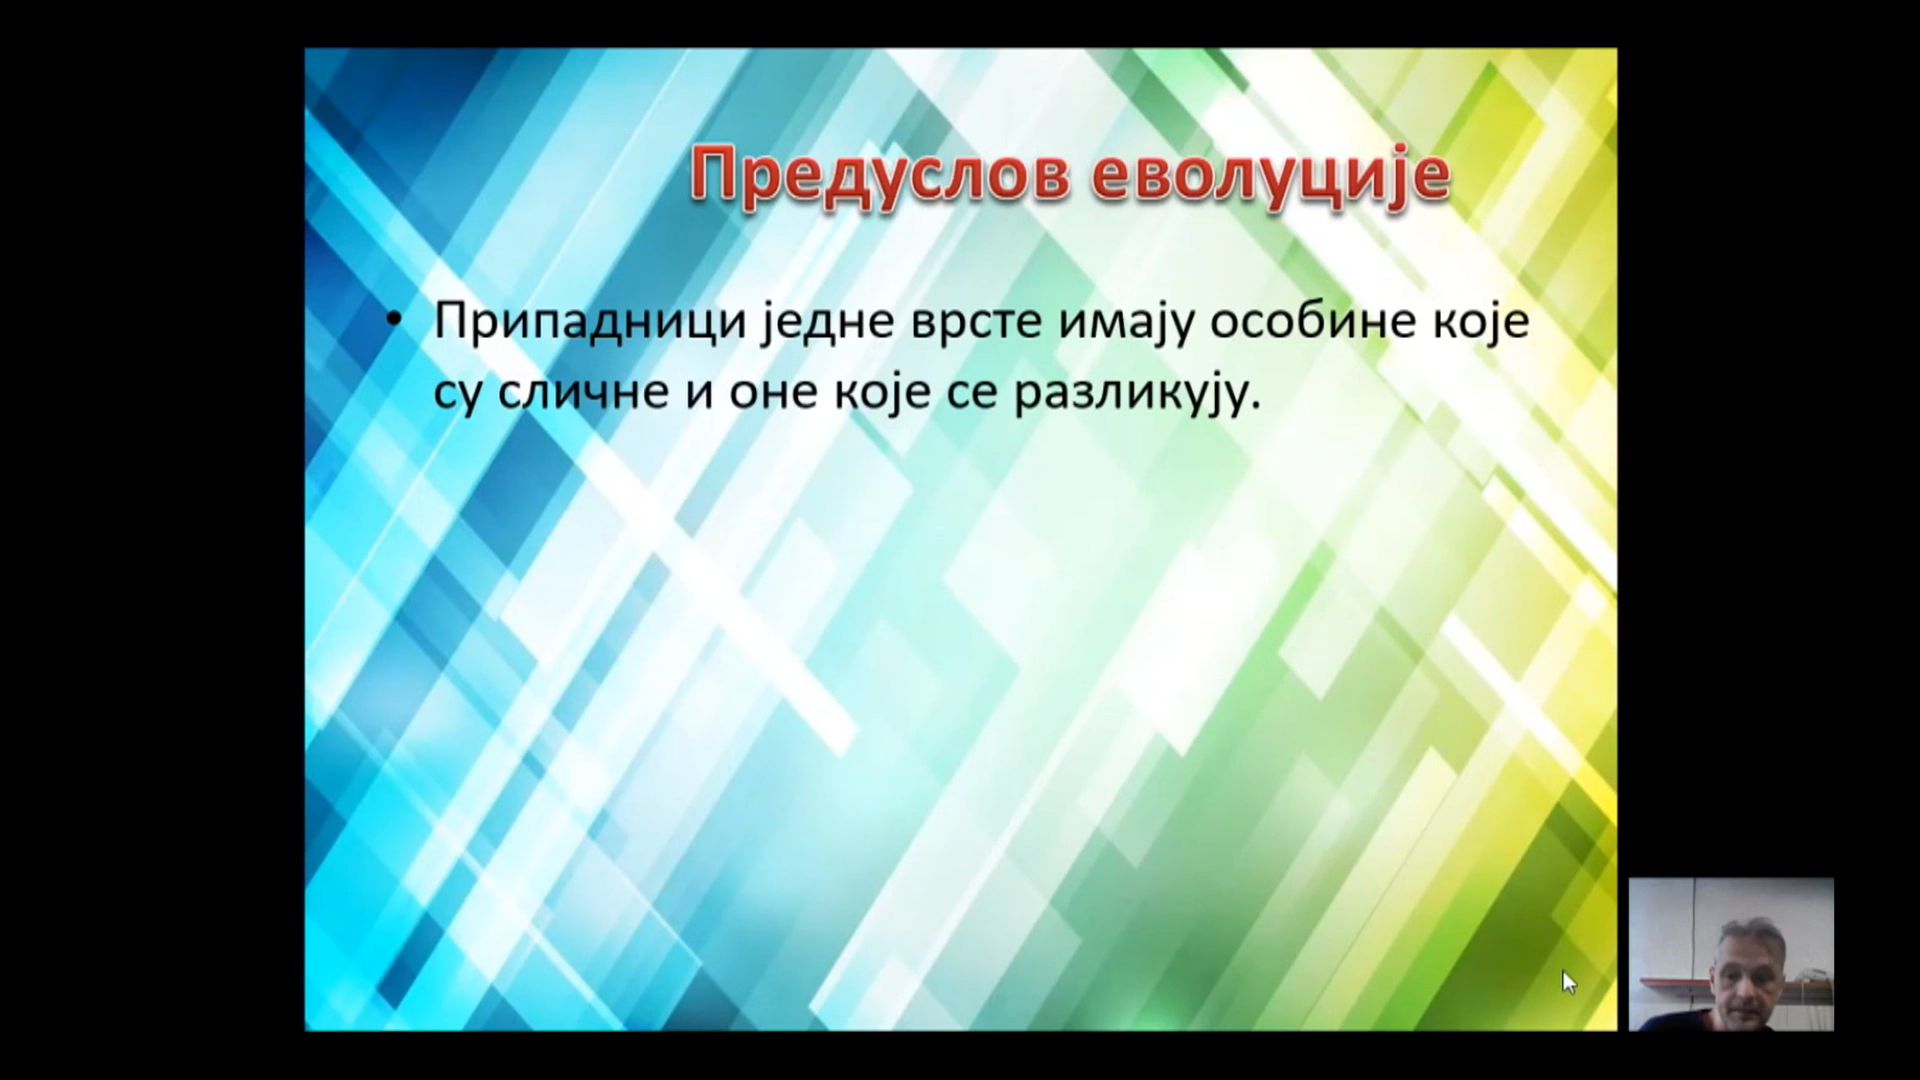 Предуслов еволуције
• Припадници једне врсте имају особине које
су сличне и оне које се разликују.